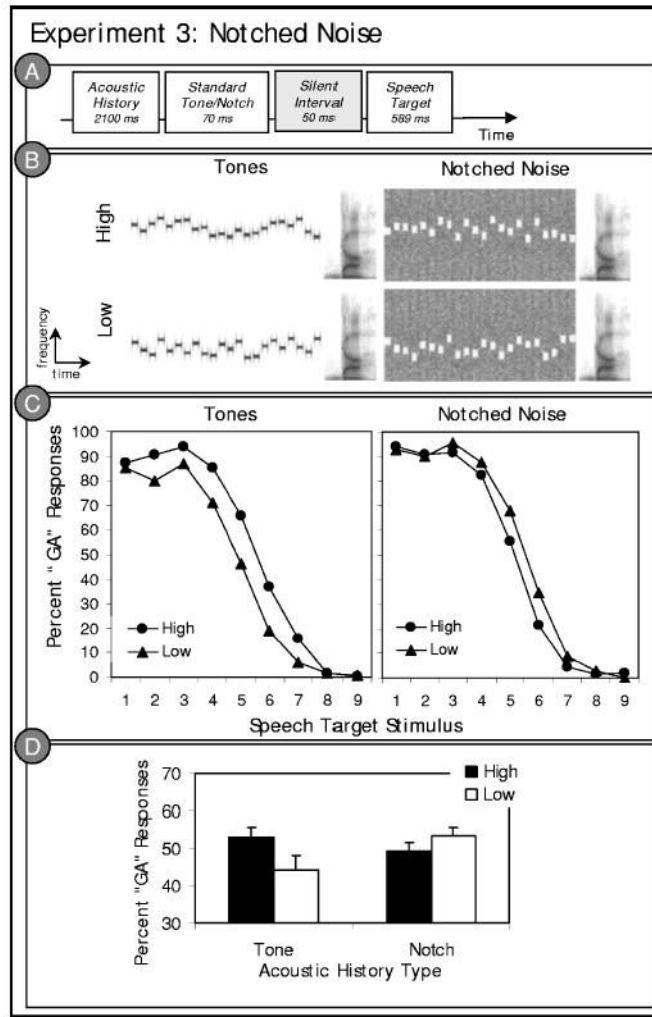 Experiment 3: Notched Noise
A
Acoustic History 2100 ms
Standard Tone/Notch 70 ms
Silent Interval 50 ms
Speech Target 589 ms
Time
B
Tones Notched Noise
High
Low
frequency
time
C
Tones Notched Noise
Percent "GA" Responses
100
90
80
70
60
50
40
30
20
10
0
High
Low
High
Low
1 2 3 4 5 6 7 8 9 1 2 3 4 5 6 7 8 9
Speech Target Stimulus
D
Percent "GA" Responses
70
60
50
40
30
High
Low
Tone Notch
Acoustic History Type